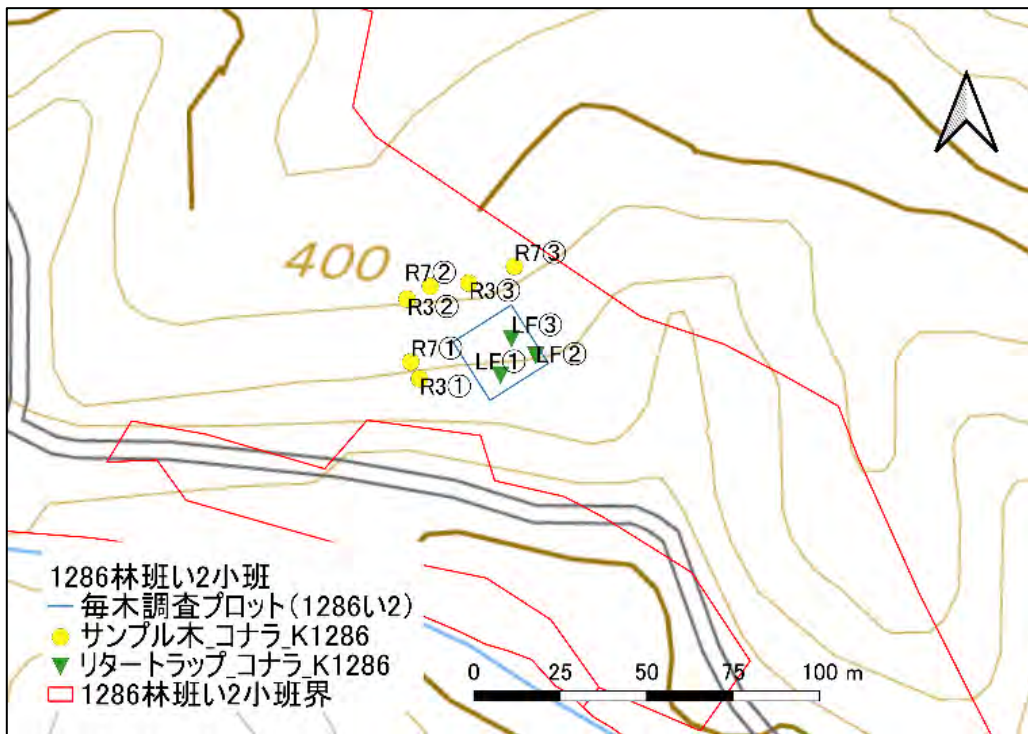 R7③
400
R7②
R3③
R3②
LF③
R7①
LF①
LF②
R3①
1286林班い2小班
毎木調査プロット(1286い2)
サンプル木_コナラ_K1286
リタートラップ_コナラ_K1286
1286林班い2小班界
0 25 50 75 100 m